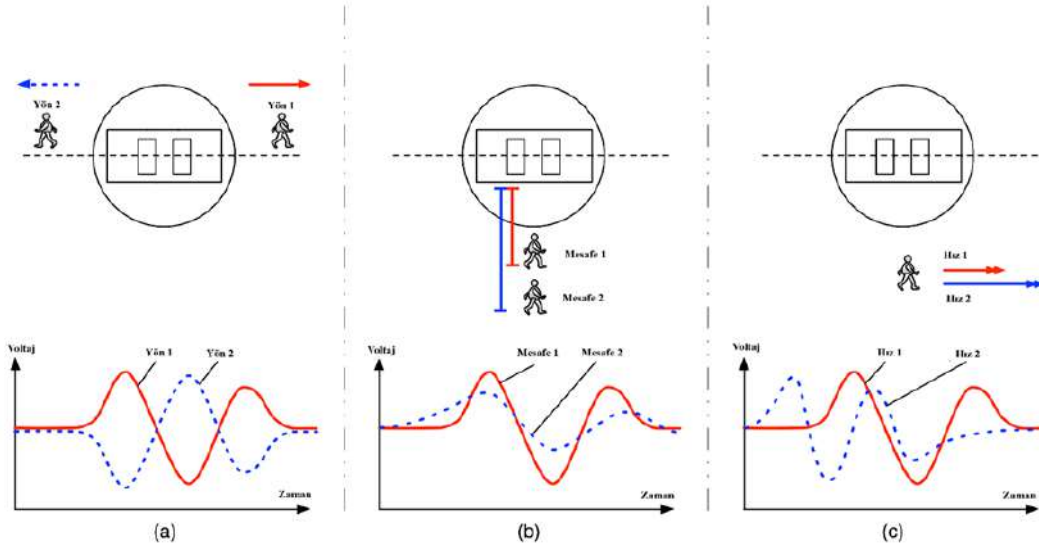 Yön 2
Yön 1
Mesafe 1
Mesafe 2
Hız 1
Hız 2
Voltaj
Yön 1
Yön 2
Zaman
(a)
Voltaj
Mesafe 1
Mesafe 2
Zaman
(b)
Voltaj
Hız 1
Hız 2
Zaman
(c)